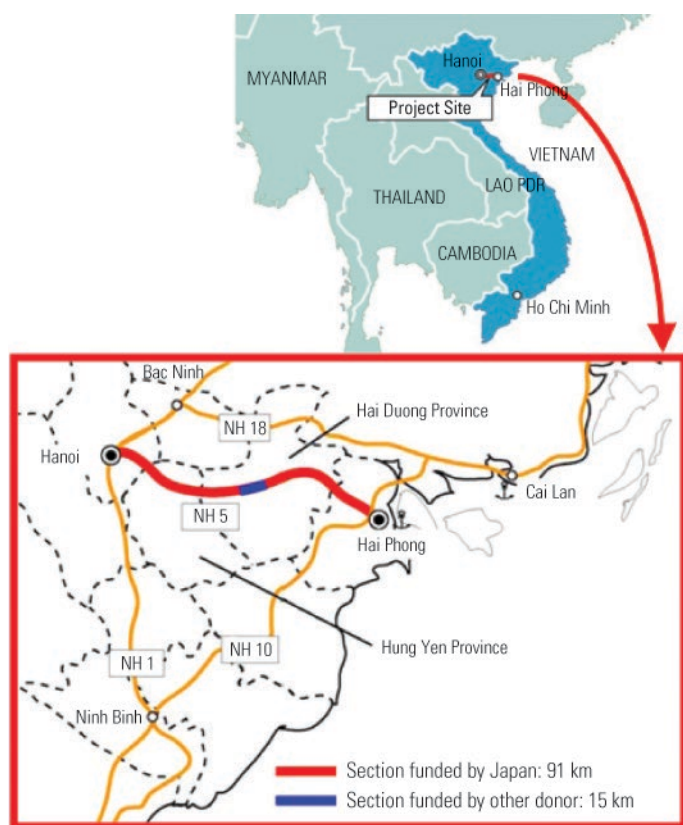 Hanoi
MYANMAR
Hai Phong
Project Site
VIETNAM
LAO PDR
THAILAND
CAMBODIA
Ho Chi Minh
Bac Ninh
Hai Duong Province
NH 18
Hanoi
Cai Lan
NH 5
Hai Phong
Hung Yen Province
NH 10
NH 1
Ninh Binh
Section funded by Japan: 91 km
Section funded by other donor: 15 km